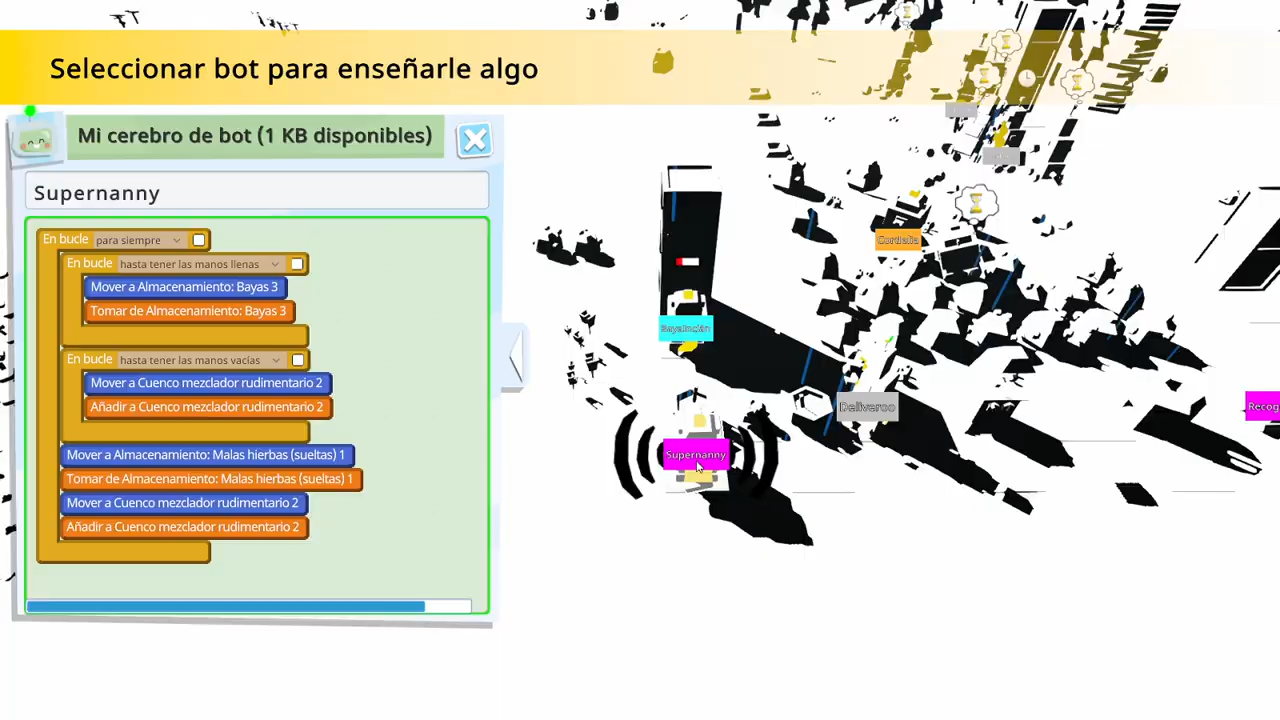 Seleccionar bot para enseñarle algo
Mi cerebro de bot (1 KB disponibles)
Supernanny
En bucle para siempre
En bucle hasta tener las manos llenas
Mover a Almacenamiento: Bayas 3
Tomar de Almacenamiento: Bayas 3
En bucle hasta tener las manos vacías
Mover a Cuenco mezclador rudimentario 2
Añadir a Cuenco mezclador rudimentario 2
Mover a Almacenamiento: Malas hierbas (sueltas) 1
Tomar de Almacenamiento: Malas hierbas (sueltas) 1
Mover a Cuenco mezclador rudimentario 2
Añadir a Cuenco mezclador rudimentario 2
Deliveroo
Supernanny
Recog